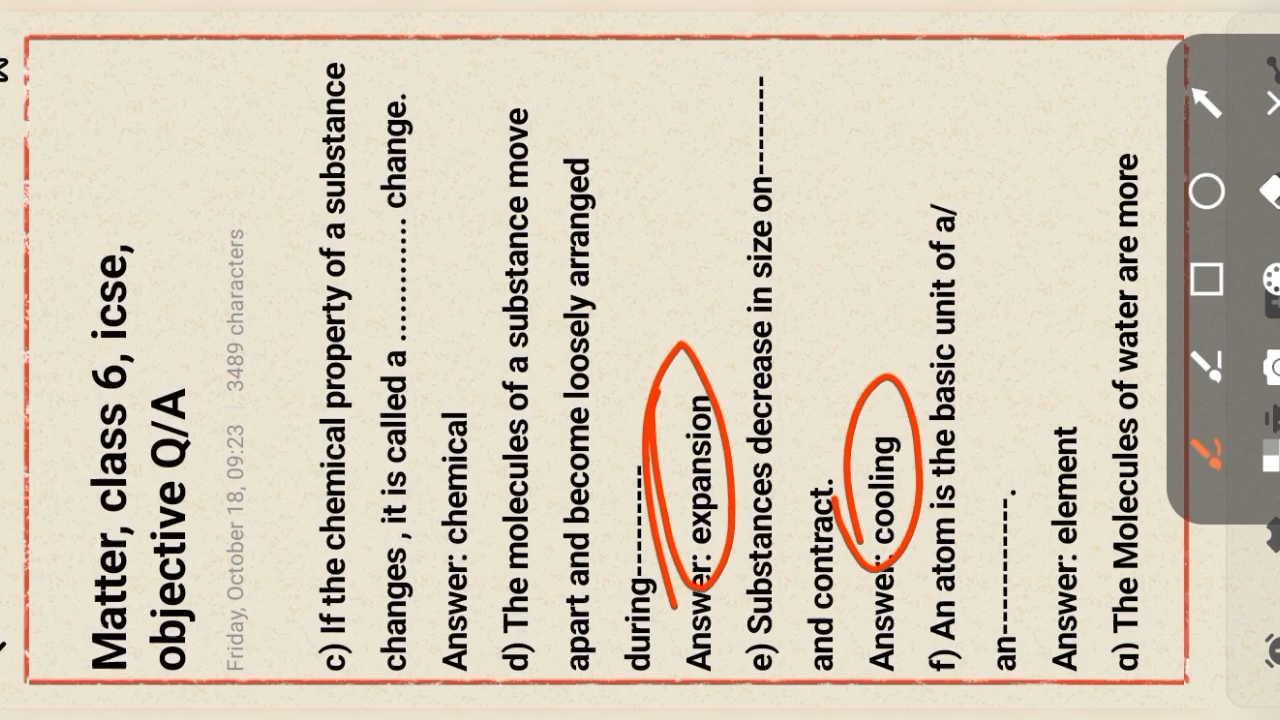 Matter, class 6, icse,
objective Q/A
Friday, October 18, 09:23 | 3489 characters
c) If the chemical property of a substance
changes , it is called a ............. change.
Answer: chemical
d) The molecules of a substance move
apart and become loosely arranged
during----------
Answer: expansion
e) Substances decrease in size on----------
and contract.
Answer: cooling
f) An atom is the basic unit of a/
an------------.
Answer: element
g) The Molecules of water are more